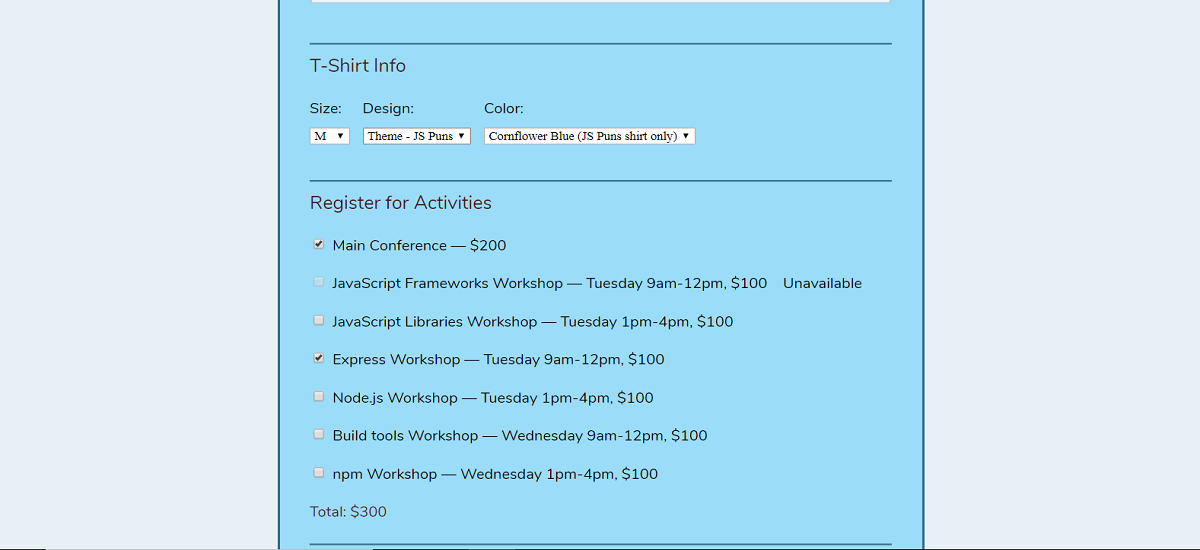 T-Shirt Info
Size: Design: Color:
M Theme - JS Puns Cornflower Blue (JS Puns shirt only)
Register for Activities
Main Conference — $200
JavaScript Frameworks Workshop — Tuesday 9am-12pm, $100 Unavailable
JavaScript Libraries Workshop — Tuesday 1pm-4pm, $100
Express Workshop — Tuesday 9am-12pm, $100
Node.js Workshop — Tuesday 1pm-4pm, $100
Build tools Workshop — Wednesday 9am-12pm, $100
npm Workshop — Wednesday 1pm-4pm, $100
Total: $300